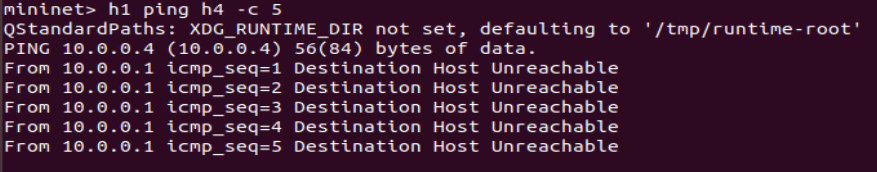 mininet> h1 ping h4 -c 5
QStandardPaths: XDG_RUNTIME_DIR not set, defaulting to '/tmp/runtime-root'
PING 10.0.0.4 (10.0.0.4) 56(84) bytes of data.
From 10.0.0.1 icmp_seq=1 Destination Host Unreachable
From 10.0.0.1 icmp_seq=2 Destination Host Unreachable
From 10.0.0.1 icmp_seq=3 Destination Host Unreachable
From 10.0.0.1 icmp_seq=4 Destination Host Unreachable
From 10.0.0.1 icmp_seq=5 Destination Host Unreachable